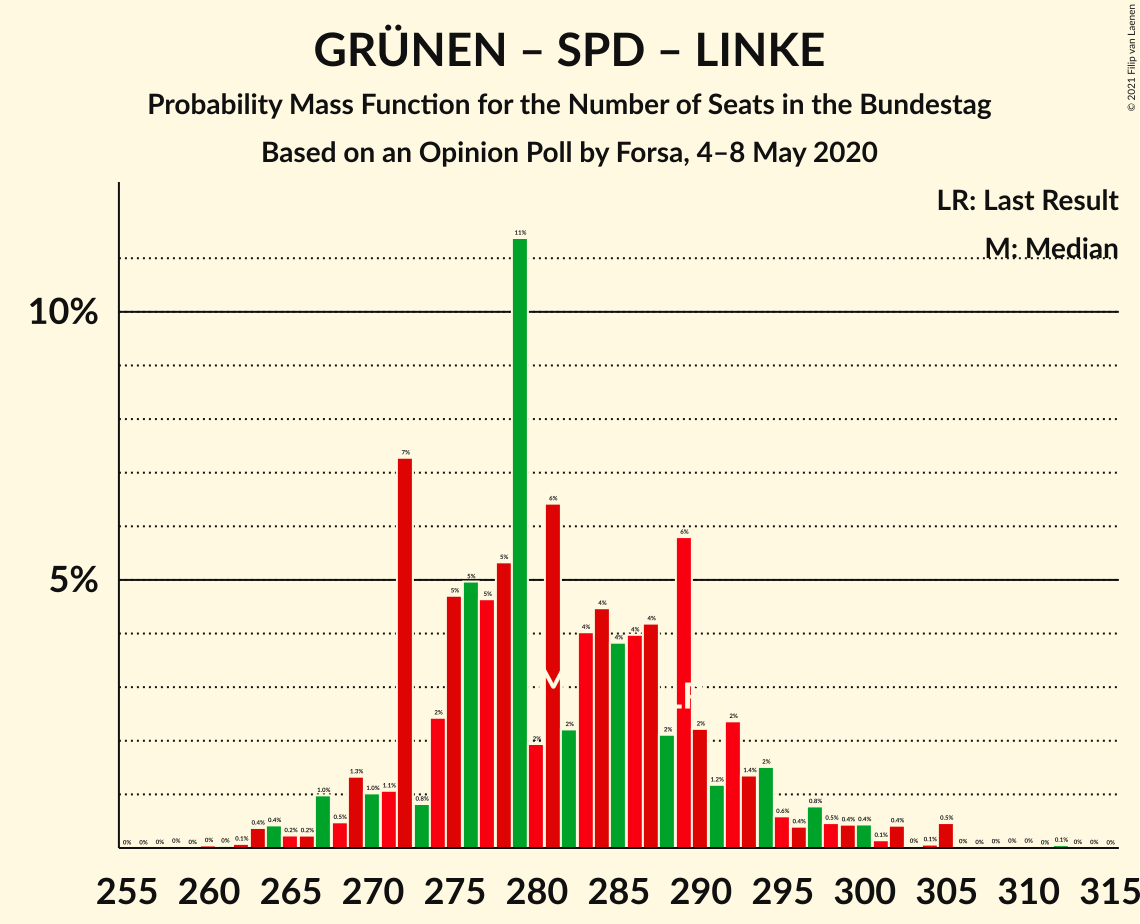 GRÜNEN – SPD – LINKE
Probability Mass Function for the Number of Seats in the Bundestag
Based on an Opinion Poll by Forsa, 4–8 May 2020
© 2021 Filip van Laenen
LR: Last Result
M: Median
10%
5%
0% 0% 0% 0% 0% 0% 0% 0.1% 0.4% 0.4% 0.2% 0.2% 1.0% 0.5% 1.3% 1.0% 1.1% 7% 0.8% 2% 5% 5% 5% 5% 11% 2% 6% 2% 4% 4% 4% 4% 4% 2% 6% 2% 1.2% 2% 1.4% 2% 0.6% 0.4% 0.8% 0.5% 0.4% 0.4% 0.1% 0.4% 0% 0.1% 0.5% 0% 0% 0% 0% 0% 0% 0.1% 0% 0% 0%
M
LR
255 260 265 270 275 280 285 290 295 300 305 310 315